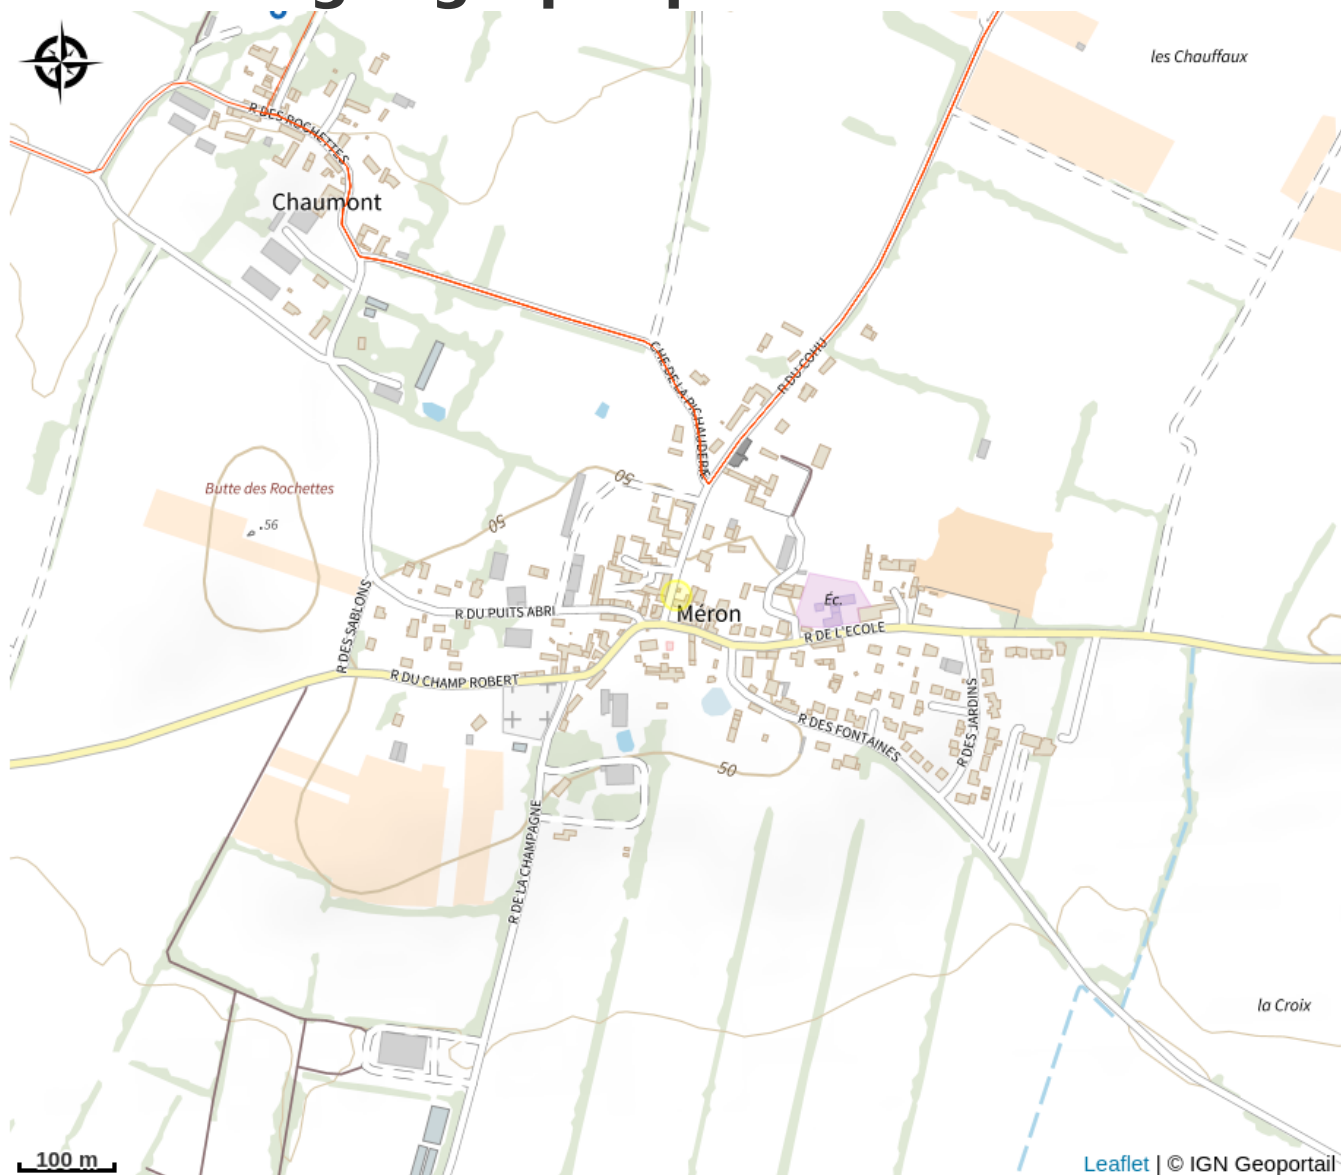 les Chauffaux
R DES ROCHETTES
Chaumont
CHE DE LA PICHAUDERIE
R DU COHU
Butte des Rochettes
.56
50
50
Éc.
Méron
R DU PUITS ABRI
R DES SABLONS
R DE L'ECOLE
R DU CHAMP ROBERT
R DES JARDINS
R DES FONTAINES
50
R DE LA CHAMPAGNE
la Croix
100 m
Leaflet | © IGN Geoportail